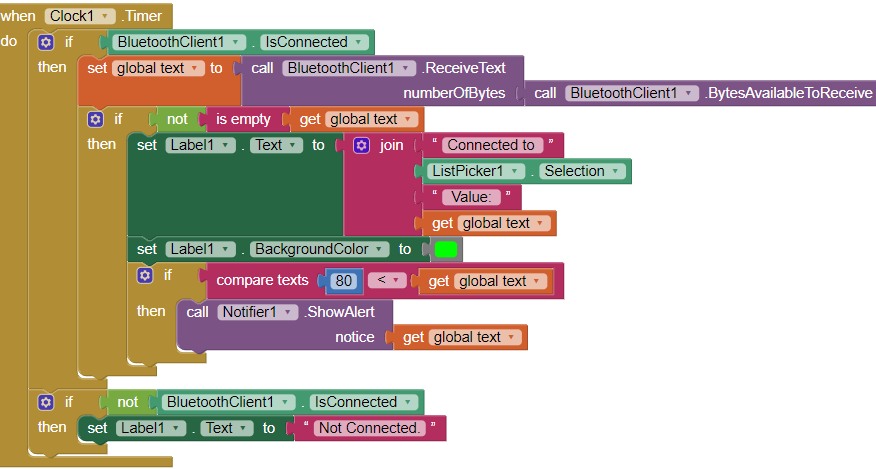 when Clock1 .Timer
do if BluetoothClient1 . IsConnected
then set global text to call BluetoothClient1 .ReceiveText
numberOfBytes call BluetoothClient1 .BytesAvailableToReceive
if not is empty get global text
then set Label1 . Text to join " Connected to "
ListPicker1 . Selection
" Value: "
get global text
set Label1 . BackgroundColor to
if compare texts 80 < get global text
then call Notifier1 .ShowAlert
notice get global text
if not BluetoothClient1 . IsConnected
then set Label1 . Text to " Not Connected. "